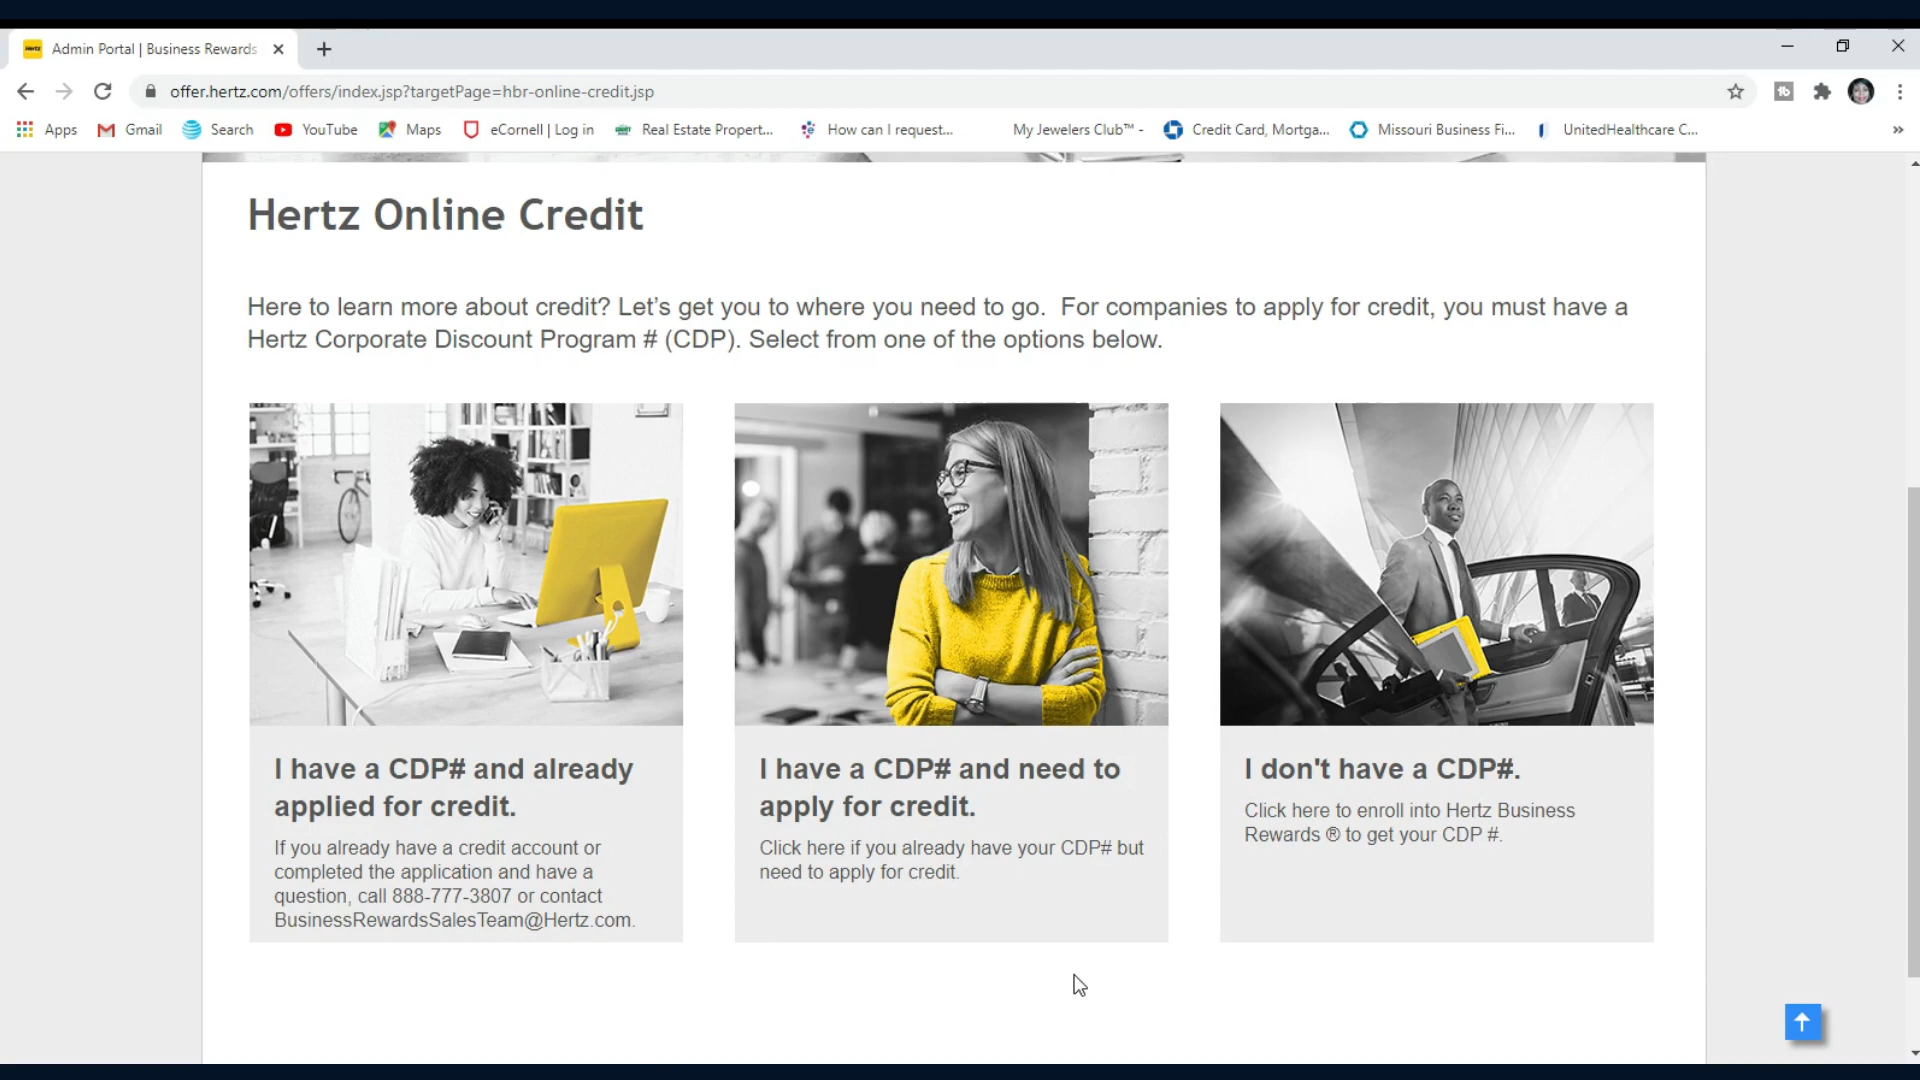 Hertz
Admin Portal | Business Rewards
offer.hertz.com/offers/index.jsp?targetPage=hbr-online-credit.jsp
Apps
Gmail
Search
YouTube
Maps
eCornell | Log in
Real Estate Propert...
How can I request...
My Jewelers Club™ -
Credit Card, Mortga...
Missouri Business Fi...
UnitedHealthcare C...
»
Hertz Online Credit
Here to learn more about credit? Let's get you to where you need to go.  For companies to apply for credit, you must have a
Hertz Corporate Discount Program # (CDP). Select from one of the options below.
I have a CDP# and already
applied for credit.
If you already have a credit account or
completed the application and have a
question, call 888-777-3807 or contact
BusinessRewardsSalesTeam@Hertz.com.
I have a CDP# and need to
apply for credit.
Click here if you already have your CDP# but
need to apply for credit.
I don't have a CDP#.
Click here to enroll into Hertz Business
Rewards ® to get your CDP #.